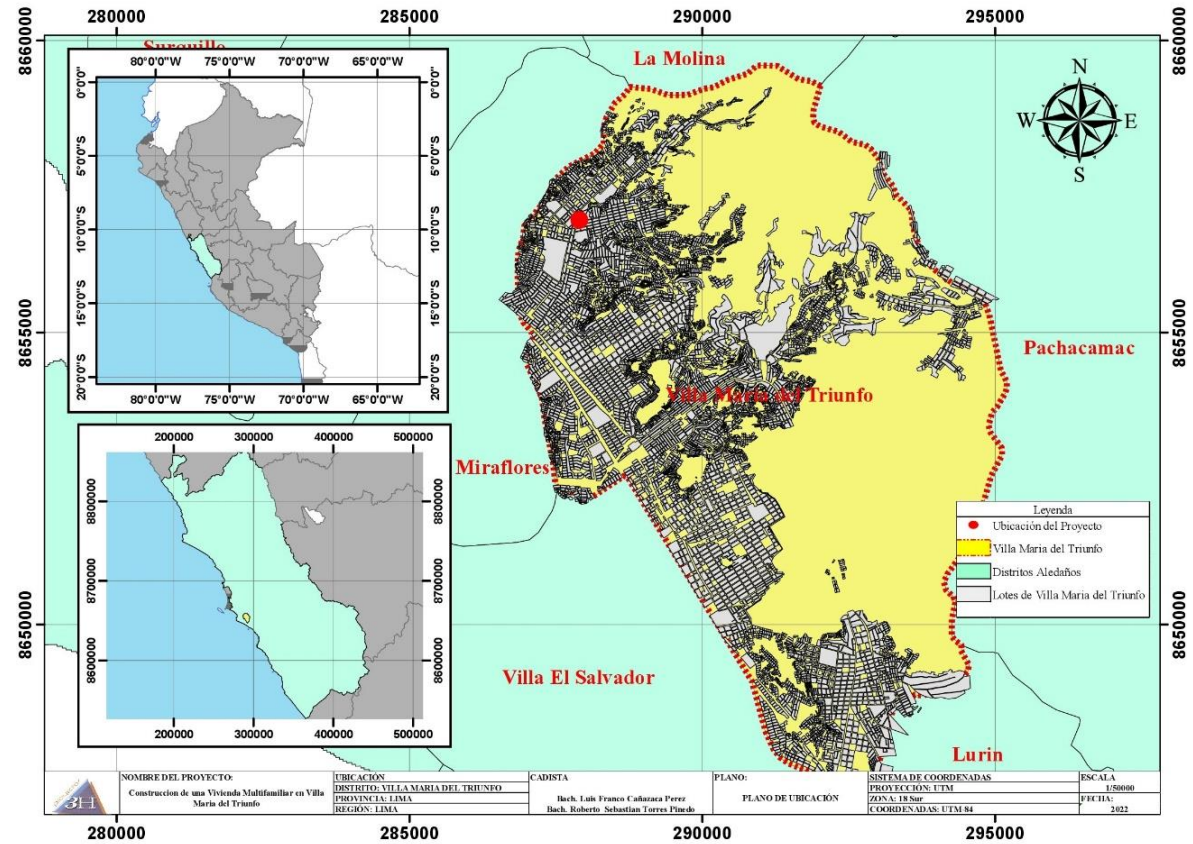 280000 285000 290000 295000
8660000
8655000
8650000
8660000
8655000
8650000
Surquillo
La Molina
N
W E
S
80°0'0"W 75°0'0"W 70°0'0"W 65°0'0"W
0°0'0"
5°0'0"S
10°0'0"S
15°0'0"S
20°0'0"S
0°0'0"
5°0'0"S
10°0'0"S
15°0'0"S
20°0'0"S
80°0'0"W 75°0'0"W 70°0'0"W 65°0'0"W
Pachacamac
Villa Maria del Triunfo
200000 300000 400000 500000
8800000
8700000
8600000
8800000
8700000
8600000
200000 300000 400000 500000
Miraflores
Villa El Salvador
Lurin
Leyenda
Ubicación del Proyecto
Villa Maria del Triunfo
Distritos Aledaños
Lotes de Villa Maria del Triunfo
3H
NOMBRE DEL PROYECTO:
Construccion de una Vivienda Multifamiliar en Villa
Maria del Triunfo
UBICACIÓN
DISTRITO: VILLA MARIA DEL TRIUNFO
PROVINCIA: LIMA
REGIÓN: LIMA
CADISTA
Bach. Luis Franco Cañazaca Perez
Bach. Roberto Sebastian Torres Pinedo
PLANO:
PLANO DE UBICACIÓN
SISTEMA DE COORDENADAS
PROYECCIÓN: UTM
ZONA: 18 Sur
COORDENADAS: UTM-84
ESCALA
1/50000
FECHA:
2022
280000 285000 290000 295000